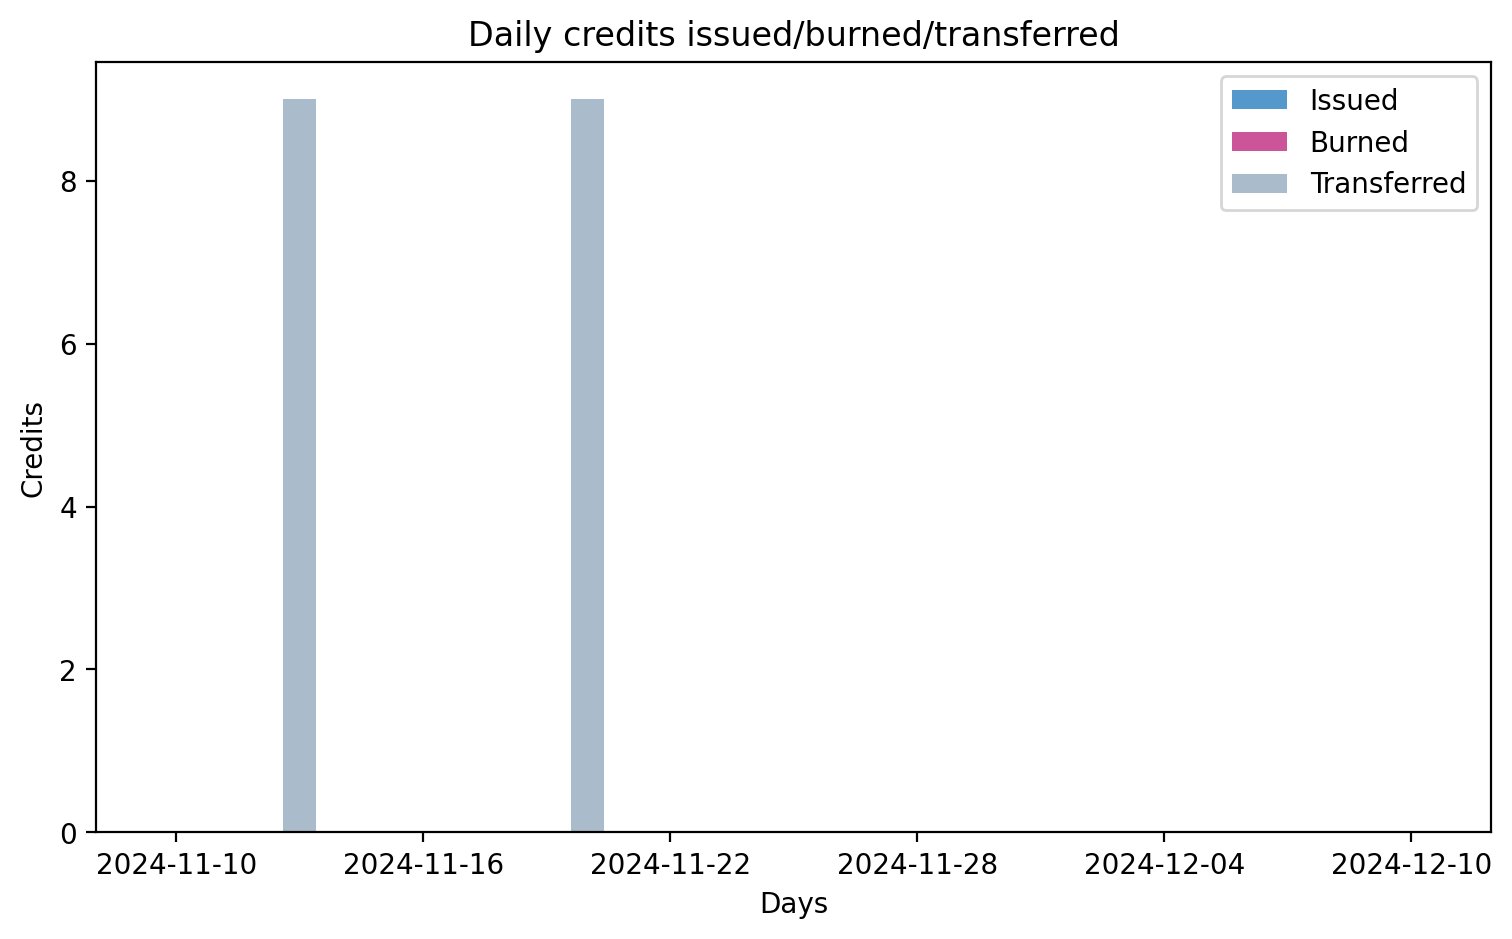 Daily credits issued/burned/transferred
Issued
Burned
Transferred
Credits
8
6
4
2
0
2024-11-10
2024-11-16
2024-11-22
2024-11-28
2024-12-04
2024-12-10
Days